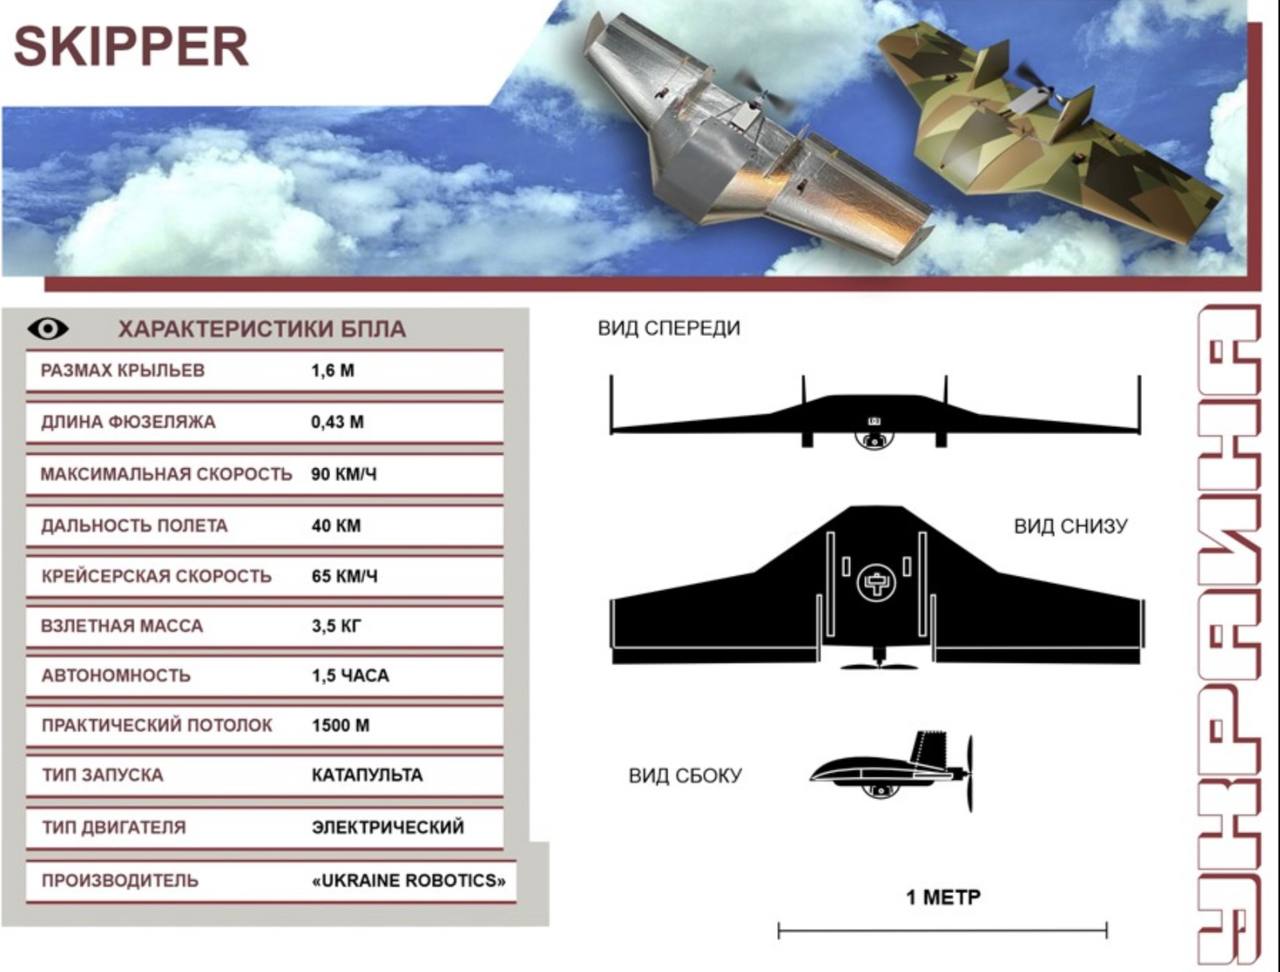 SKIPPER
ХАРАКТЕРИСТИКИ БПЛА
РАЗМАХ КРЫЛЬЕВ 1,6 М
ДЛИНА ФЮЗЕЛЯЖА 0,43 М
МАКСИМАЛЬНАЯ СКОРОСТЬ 90 КМ/Ч
ДАЛЬНОСТЬ ПОЛЕТА 40 КМ
КРЕЙСЕРСКАЯ СКОРОСТЬ 65 КМ/Ч
ВЗЛЕТНАЯ МАССА 3,5 КГ
АВТОНОМНОСТЬ 1,5 ЧАСА
ПРАКТИЧЕСКИЙ ПОТОЛОК 1500 М
ТИП ЗАПУСКА КАТАПУЛЬТА
ТИП ДВИГАТЕЛЯ ЭЛЕКТРИЧЕСКИЙ
ПРОИЗВОДИТЕЛЬ «UKRAINE ROBOTICS»
ВИД СПЕРЕДИ
ВИД СНИЗУ
ВИД СБОКУ
1 МЕТР
УКРАИНА